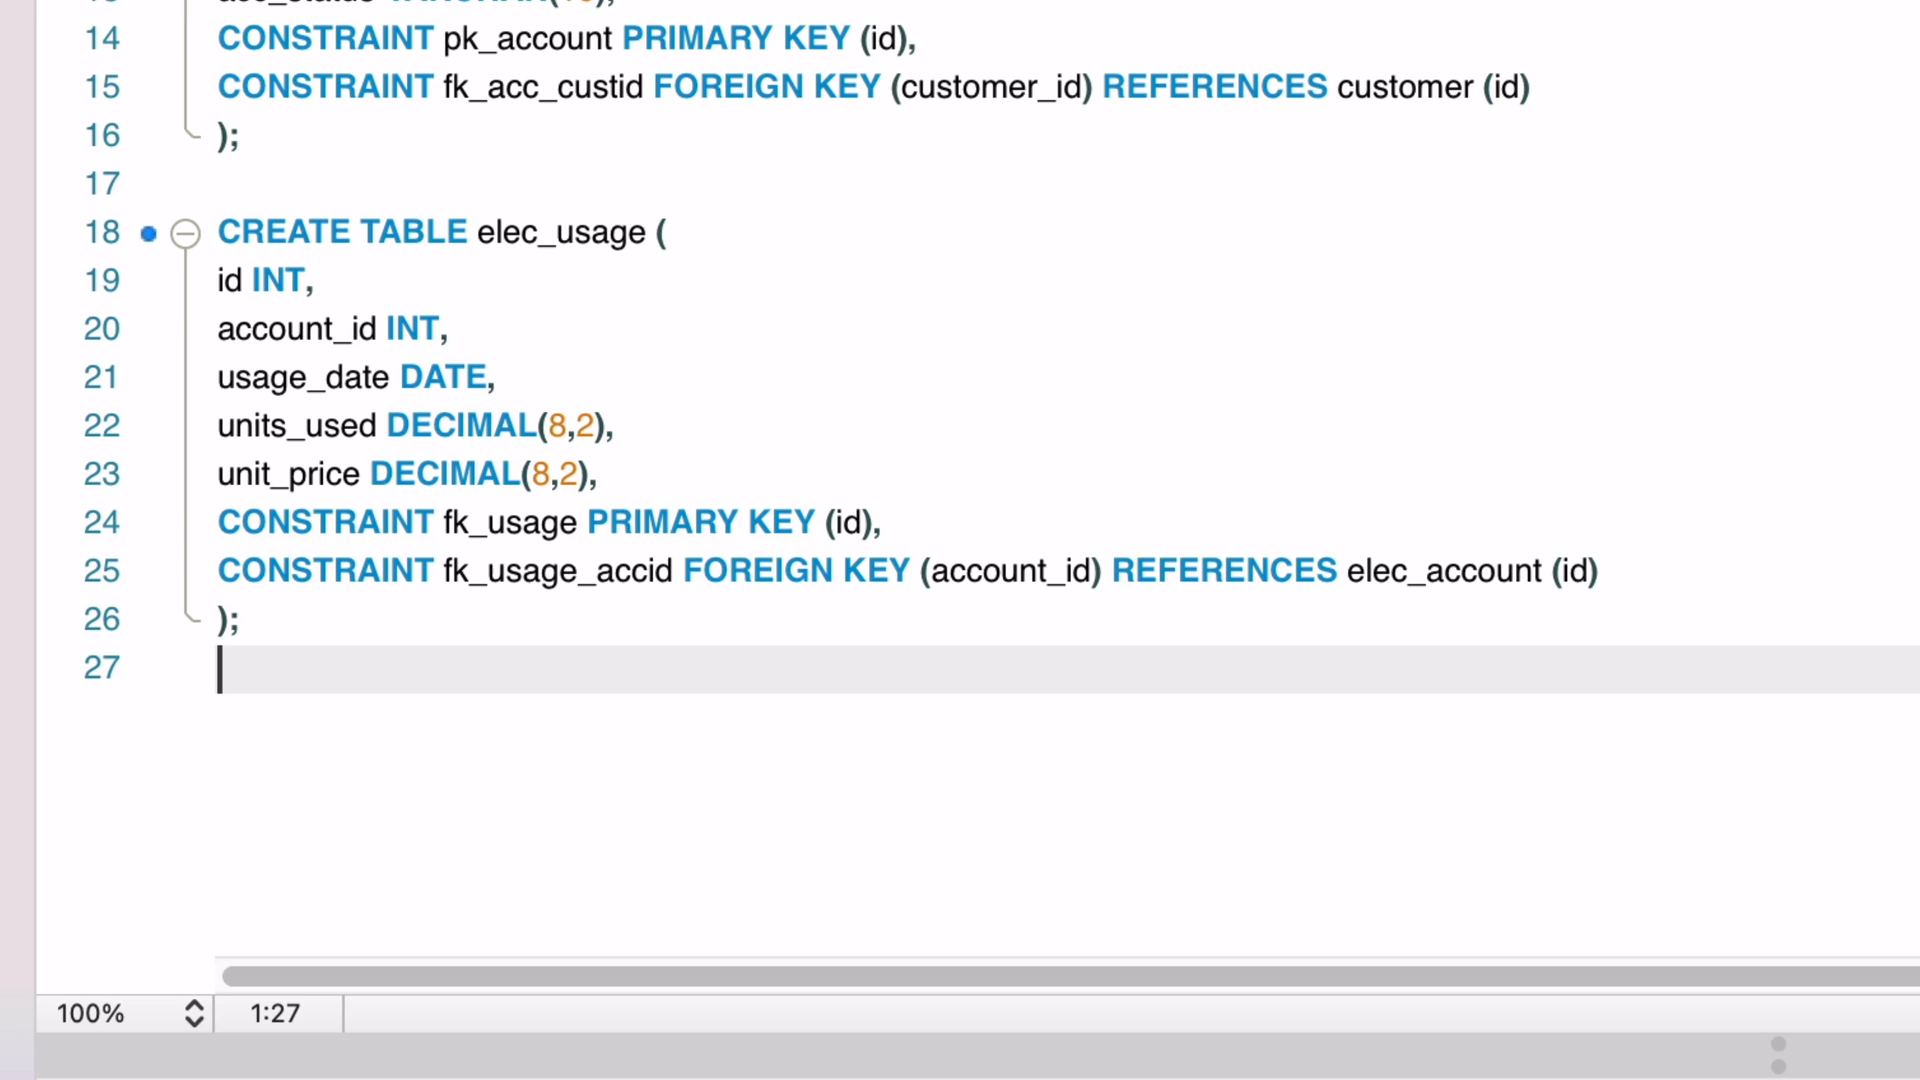 14 CONSTRAINT pk_account PRIMARY KEY (id),
15 CONSTRAINT fk_acc_custid FOREIGN KEY (customer_id) REFERENCES customer (id)
16 );
17
18 CREATE TABLE elec_usage (
19 id INT,
20 account_id INT,
21 usage_date DATE,
22 units_used DECIMAL(8,2),
23 unit_price DECIMAL(8,2),
24 CONSTRAINT fk_usage PRIMARY KEY (id),
25 CONSTRAINT fk_usage_accid FOREIGN KEY (account_id) REFERENCES elec_account (id)
26 );
27
100% 1:27